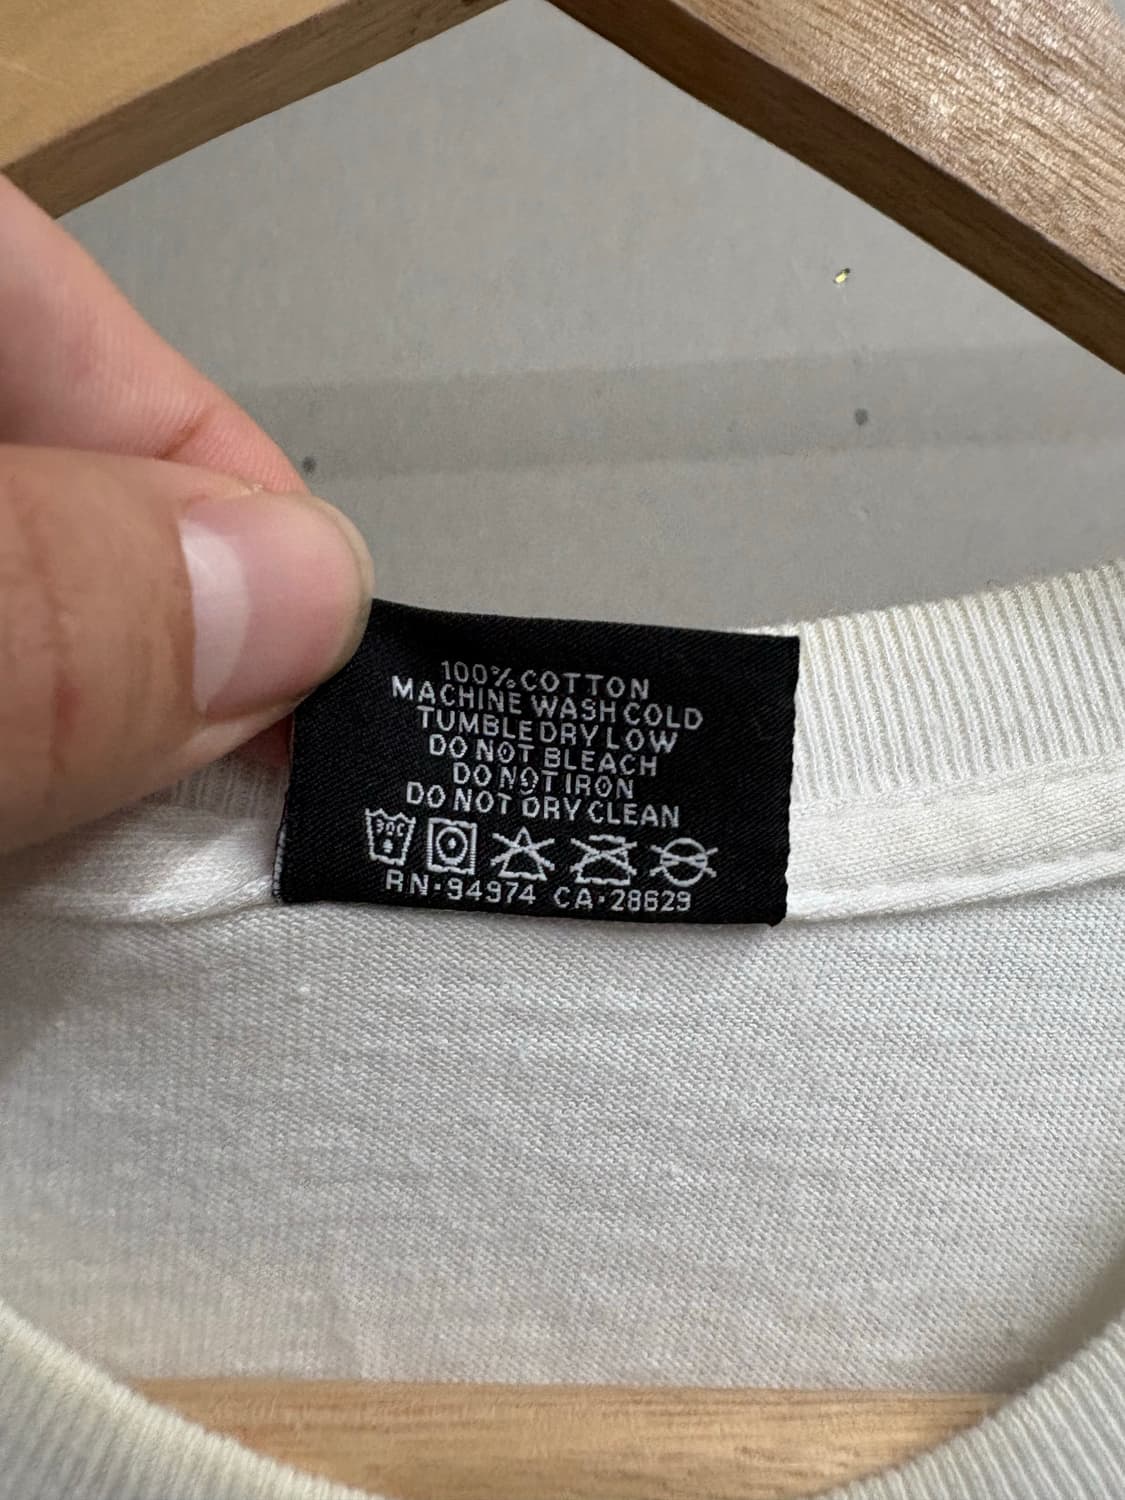 100% COTTON
MACHINE WASH COLD
TUMBLE DRY LOW
DO NOT BLEACH
DO NOT IRON
DO NOT DRY CLEAN
30C
RN·94974 CA·28629